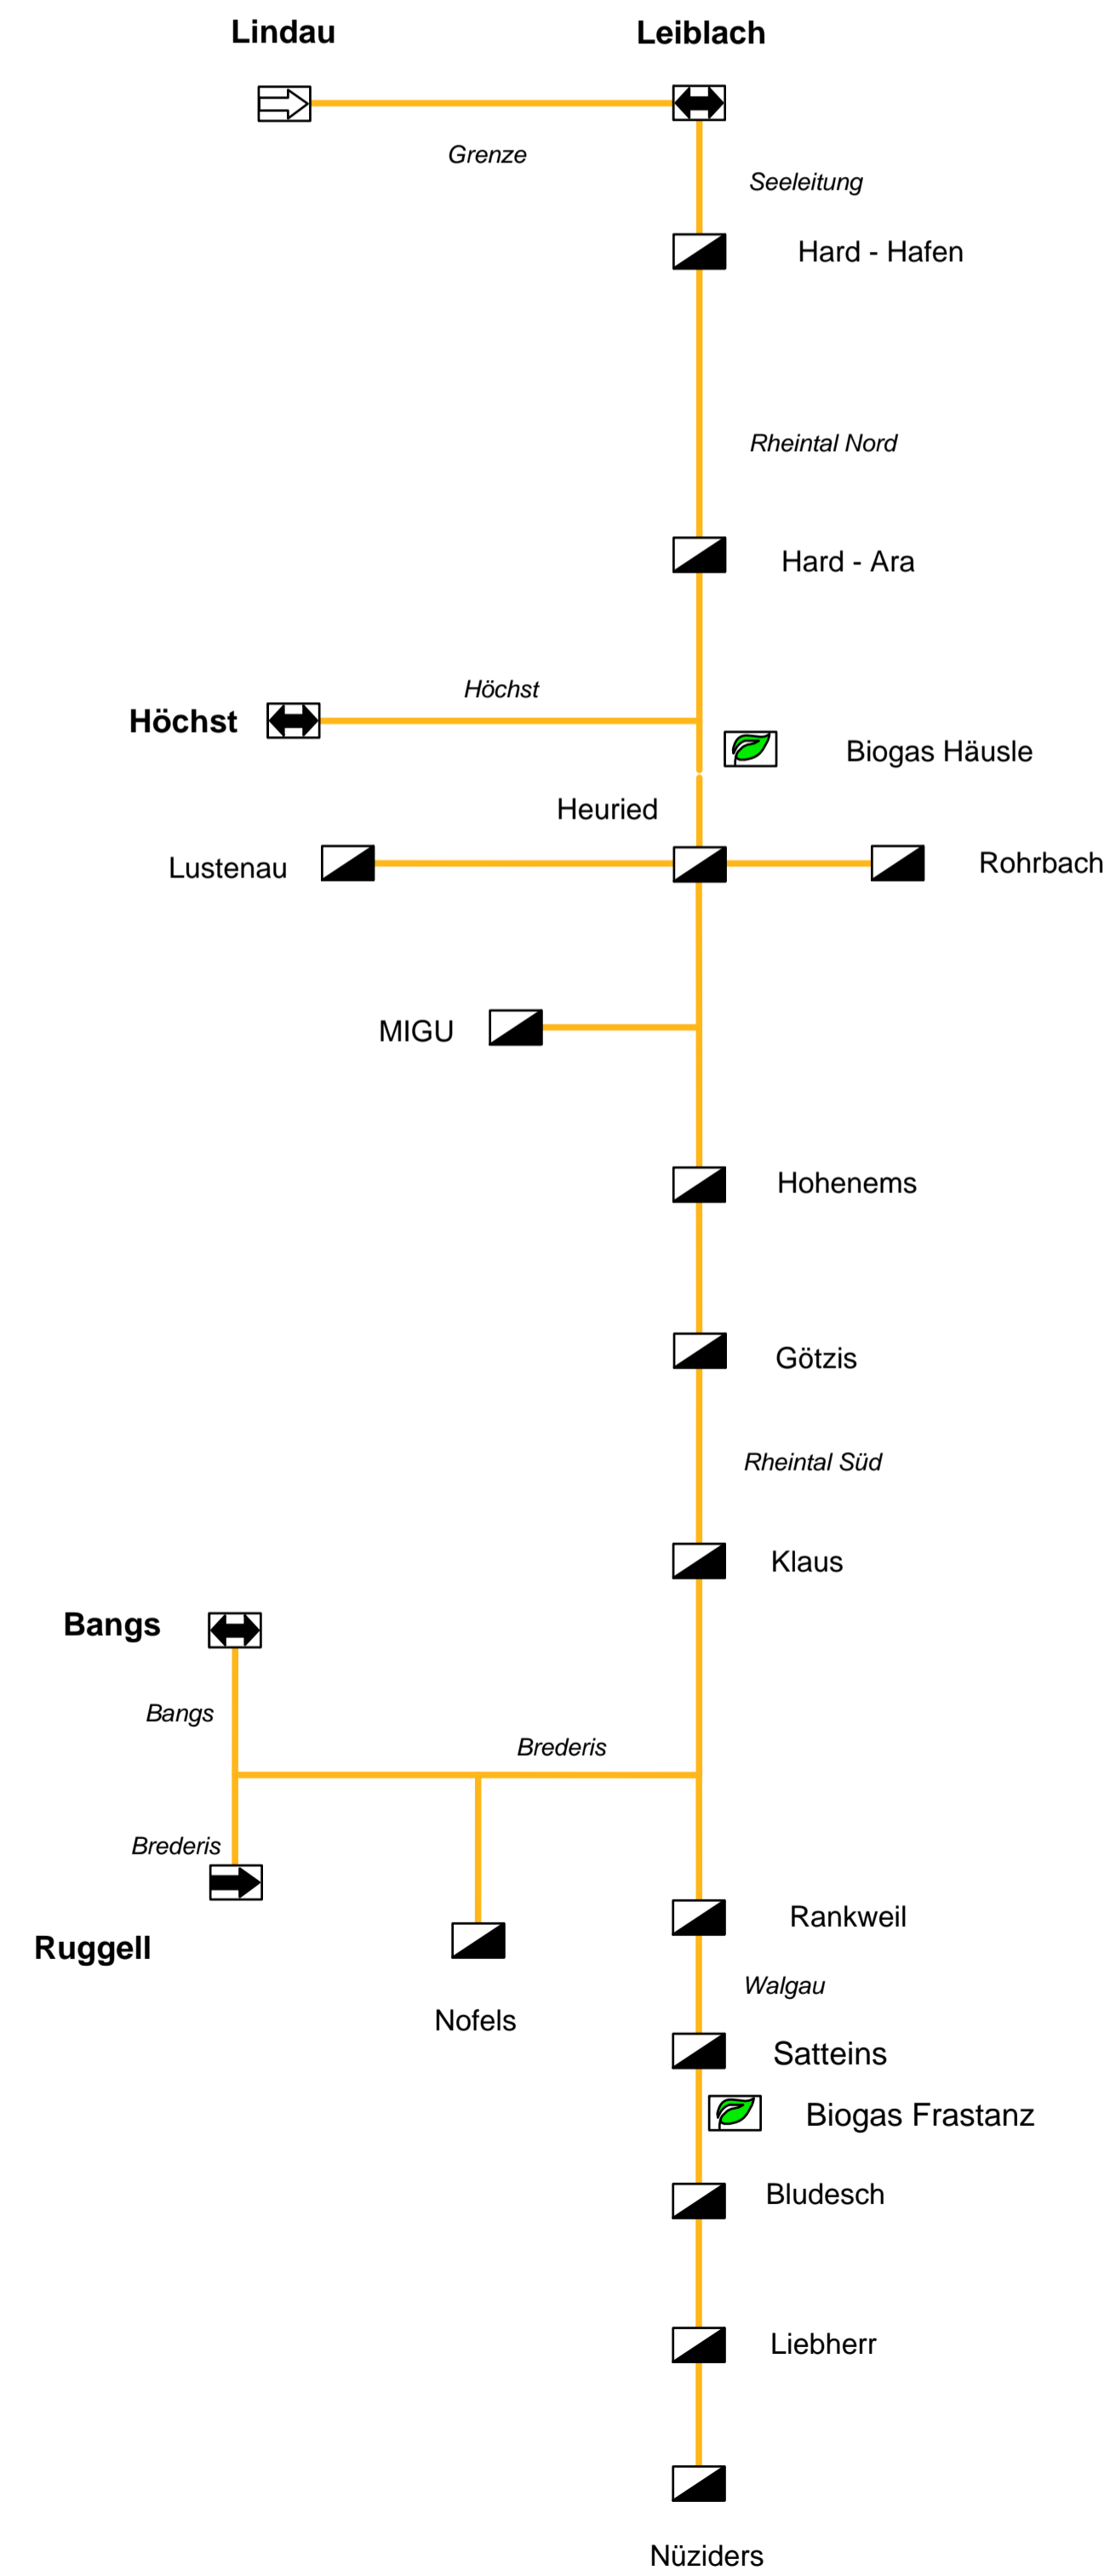 Lindau
Leiblach
Grenze
Seeleitung
Hard - Hafen
Rheintal Nord
Hard - Ara
Höchst
Höchst
Biogas Häusle
Heuried
Lustenau
Rohrbach
MIGU
Hohenems
Götzis
Rheintal Süd
Klaus
Bangs
Bangs
Brederis
Brederis
Rankweil
Ruggell
Walgau
Nofels
Satteins
Biogas Frastanz
Bludesch
Liebherr
Nüziders